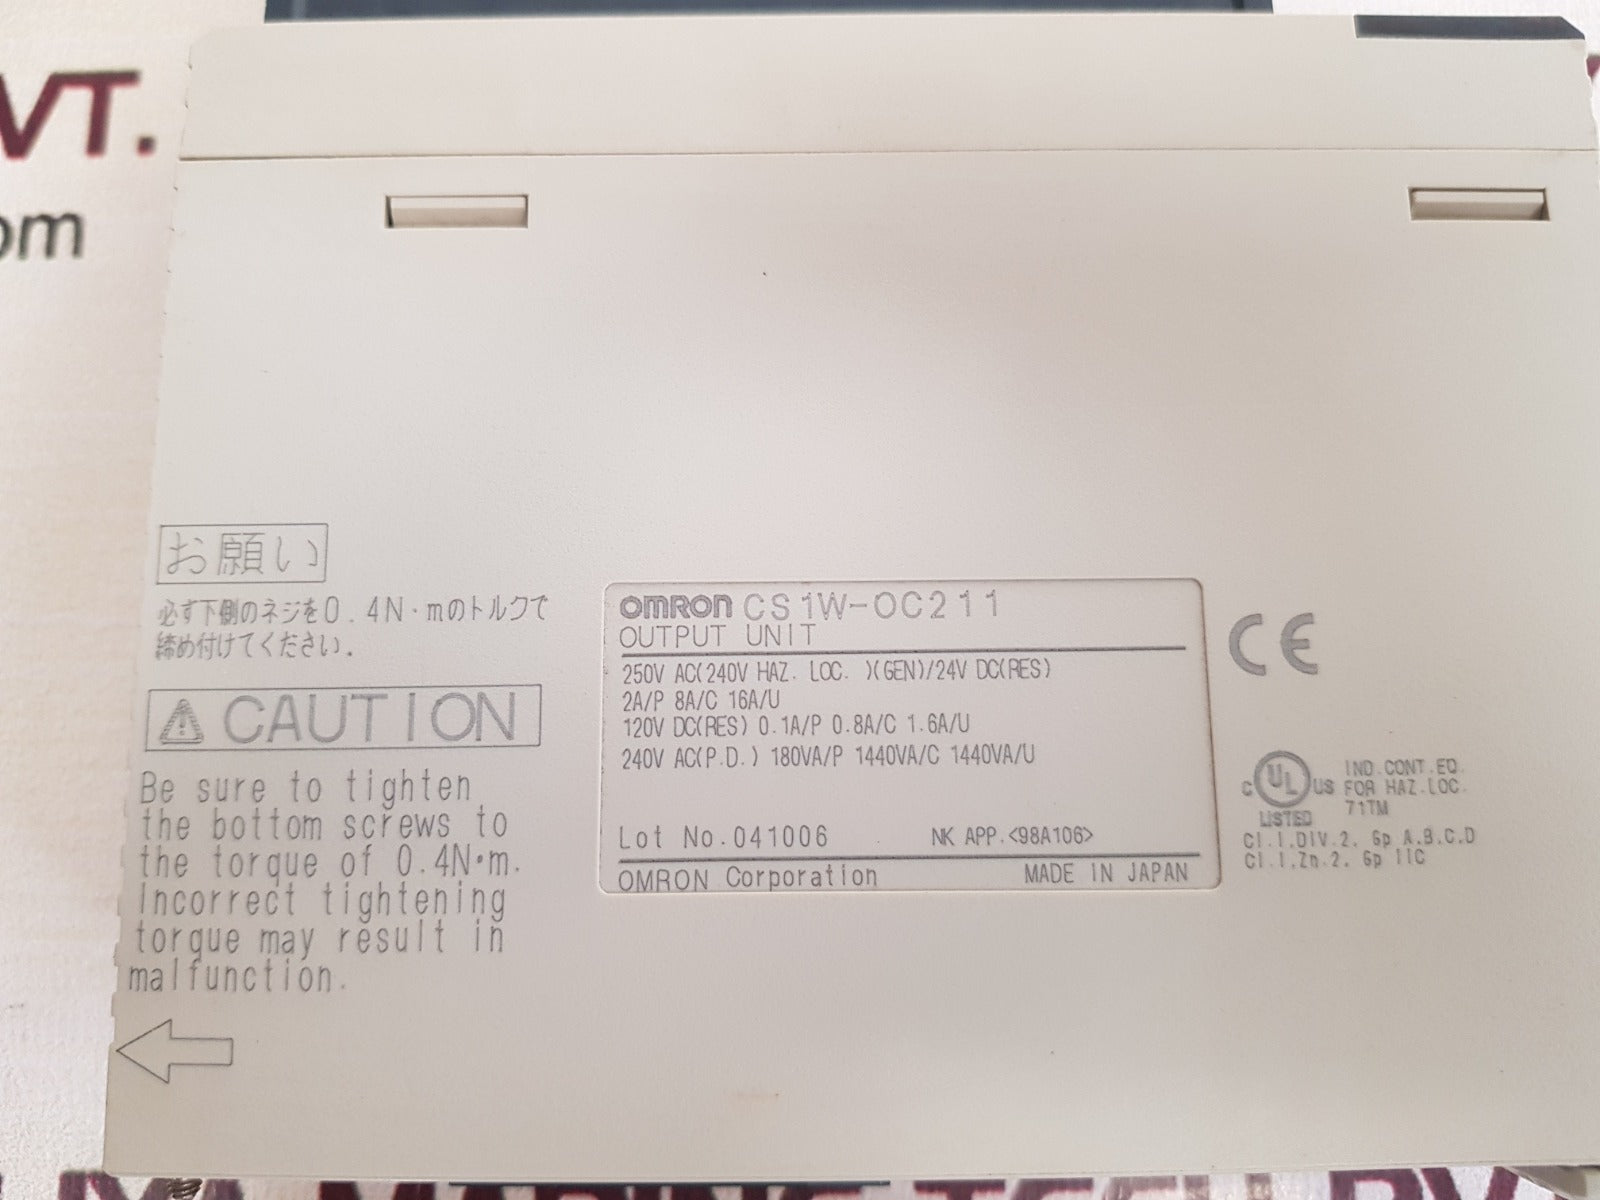 VT.
om
お願い
必ず下側のネジを0.4N・mのトルクで
締め付けてください.
CAUTION
Be sure to tighten
the bottom screws to
the torque of 0.4N•m.
Incorrect tightening
torque may result in
malfunction.
OMRON CS1W-OC211
OUTPUT UNIT
250V AC(240V HAZ. LOC. )(GEN)/24V DC(RES)
2A/P 8A/C 16A/U
120V DC(RES) 0.1A/P 0.8A/C 1.6A/U
240V AC(P.D.) 180VA/P 1440VA/C 1440VA/U
Lot No.041006 NK APP.<98A106>
OMRON Corporation MADE IN JAPAN
CE
C UL US LISTED
IND.CONT.EQ.
FOR HAZ.LOC.
71TM
Cl.I,DIV.2, Gp A.B.C.D
Cl.I,Zn.2, Gp IIC